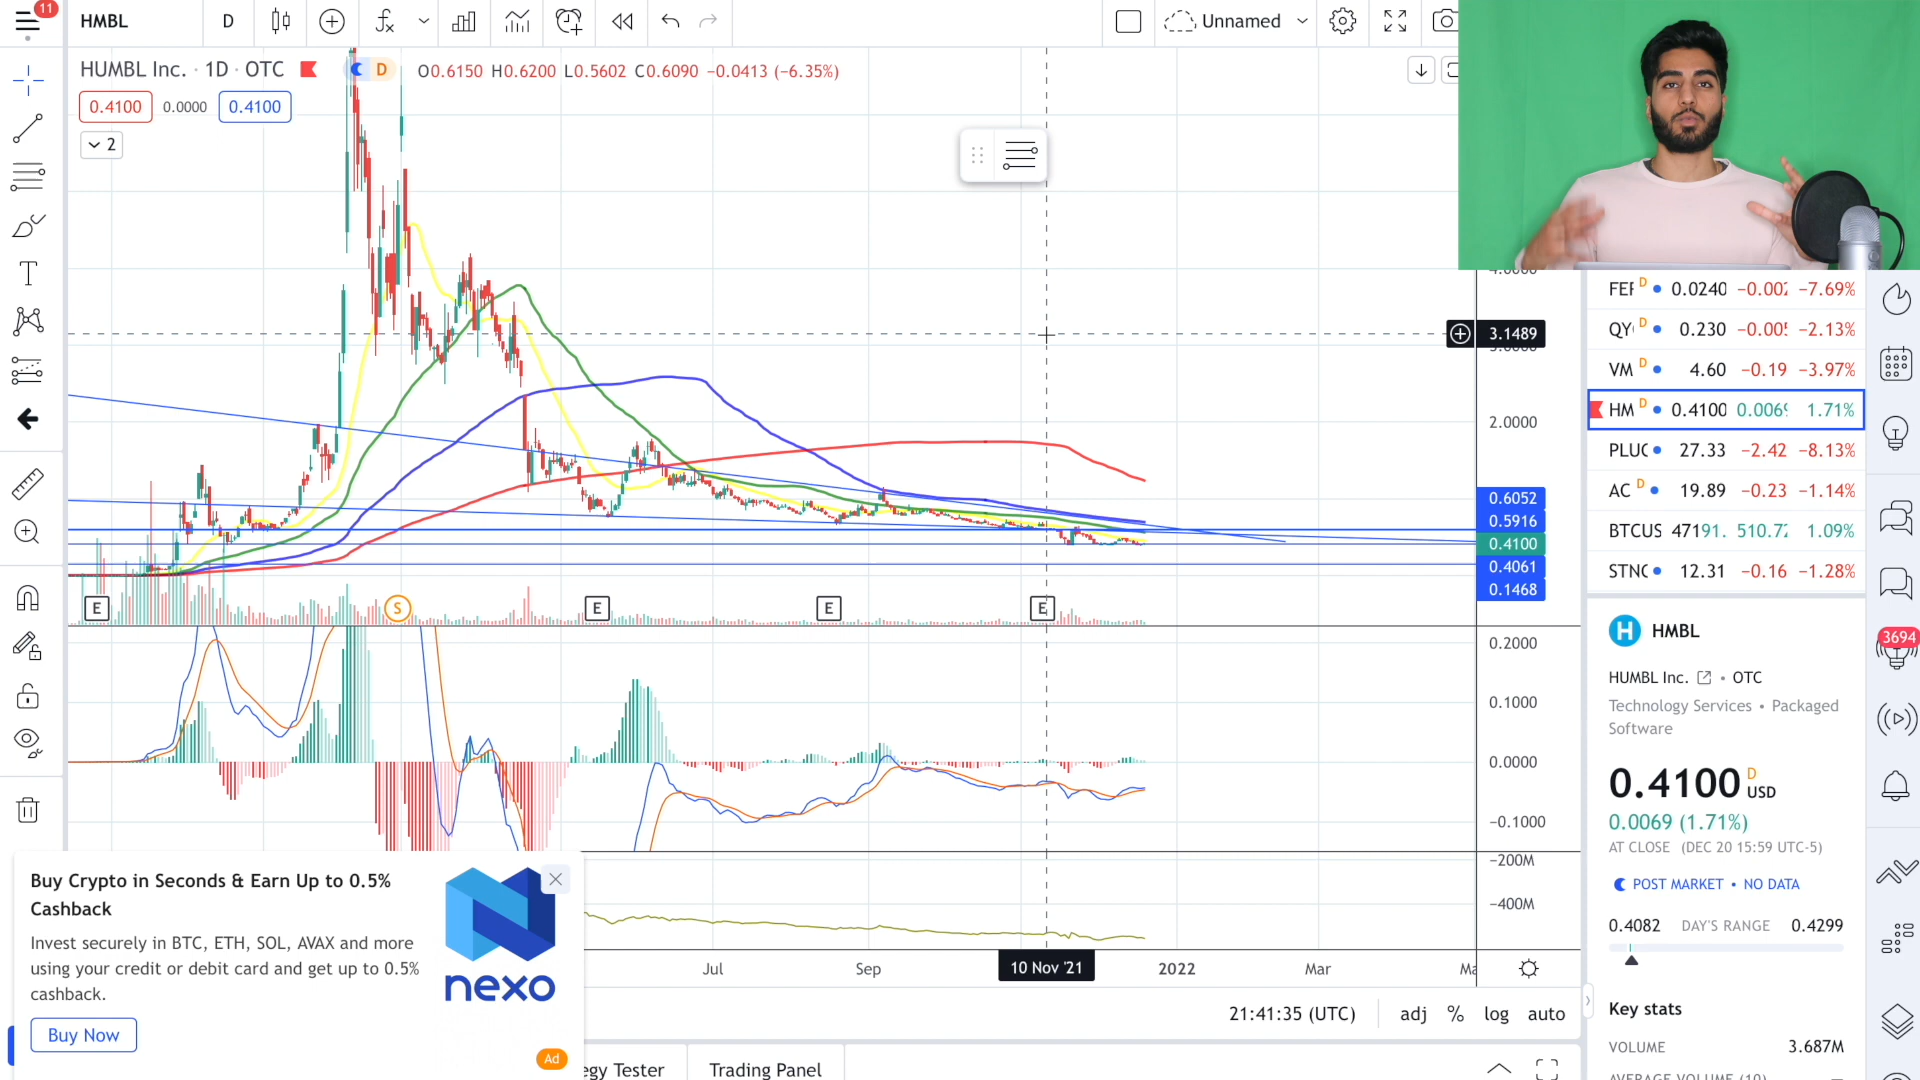 11
HMBL
D
Unnamed
HUMBL Inc. · 1D · OTC
D
O0.6150 H0.6200 L0.5602 C0.6090 −0.0413 (−6.35%)
0.4100
0.0000
0.4100
2
3.1489
2.0000
0.6052
0.5916
0.4100
0.4061
0.1468
E
S
E
E
E
0.2000
0.1000
0.0000
−0.1000
−200M
−400M
Jul
Sep
10 Nov '21
2022
Mar
21:41:35 (UTC)
adj
%
log
auto
Trading Panel
Buy Crypto in Seconds & Earn Up to 0.5%
Cashback
Invest securely in BTC, ETH, SOL, AVAX and more
using your credit or debit card and get up to 0.5%
cashback.
Buy Now
nexo
Ad
D 0.0240 −7.69%
D 0.230 −2.13%
VM D 4.60 −0.19 −3.97%
HM D 0.4100 1.71%
27.33 −2.42 −8.13%
AC D 19.89 −0.23 −1.14%
BTCUS 4719 1. 510.72 1.09%
12.31 −0.16 −1.28%
H HMBL
HUMBL Inc. • OTC
Technology Services • Packaged
Software
0.4100 D USD
0.0069 (1.71%)
AT CLOSE (DEC 20 15:59 UTC-5)
POST MARKET • NO DATA
0.4082 DAY'S RANGE 0.4299
Key stats
VOLUME 3.687M
3694